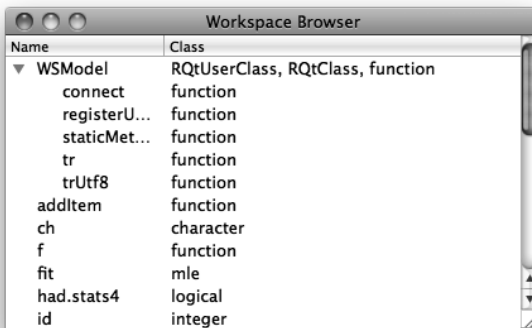 Workspace Browser
Name Class
WSModel RQtUserClass, RQtClass, function
connect function
registerU... function
staticMet... function
tr function
trUtf8 function
addItem function
ch character
f function
fit mle
had.stats4 logical
id integer